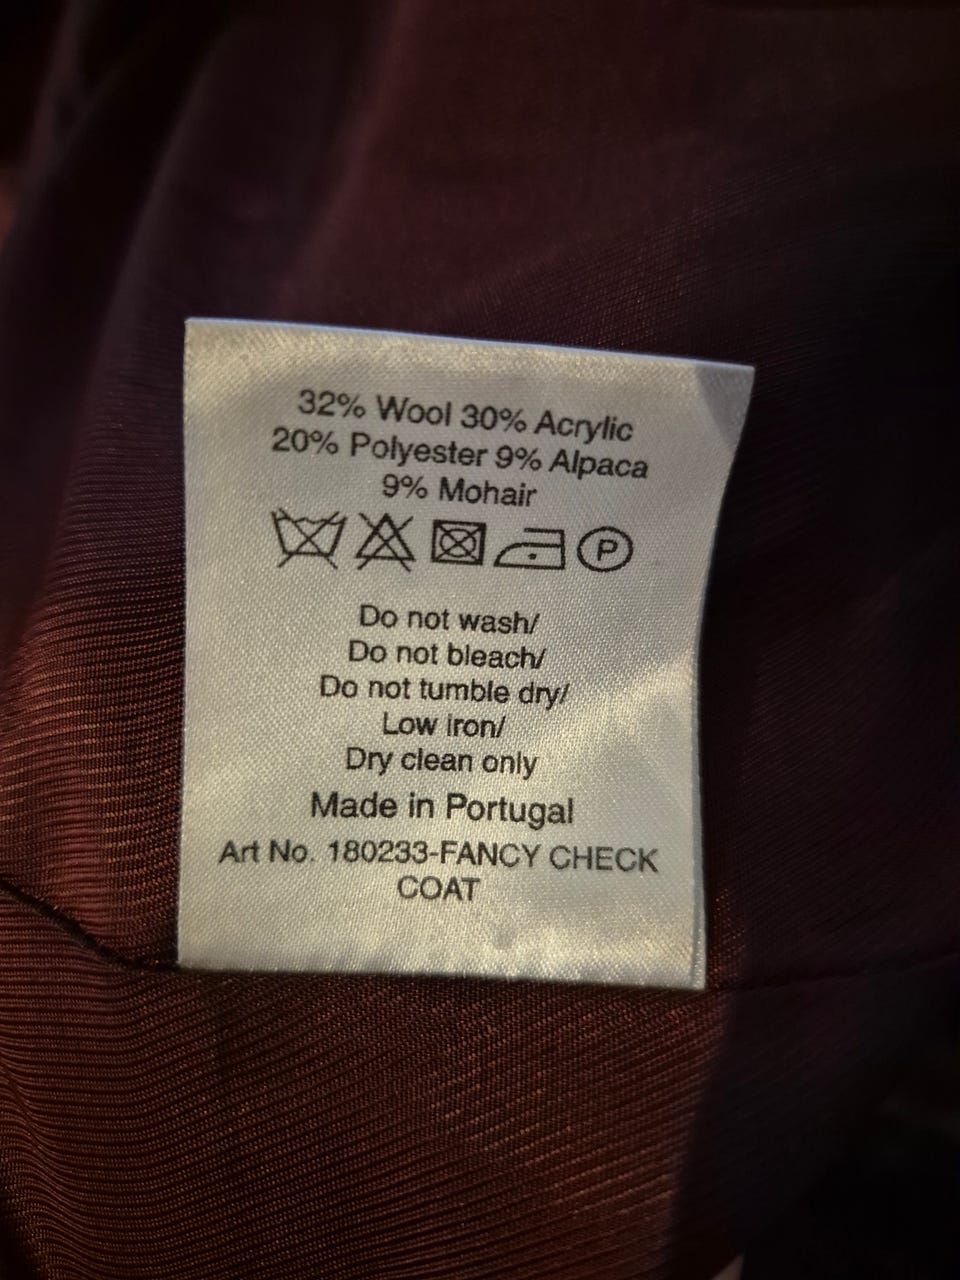 32% Wool 30% Acrylic
20% Polyester 9% Alpaca
9% Mohair
P
Do not wash/
Do not bleach/
Do not tumble dry/
Low iron/
Dry clean only
Made in Portugal
Art No. 180233-FANCY CHECK
COAT